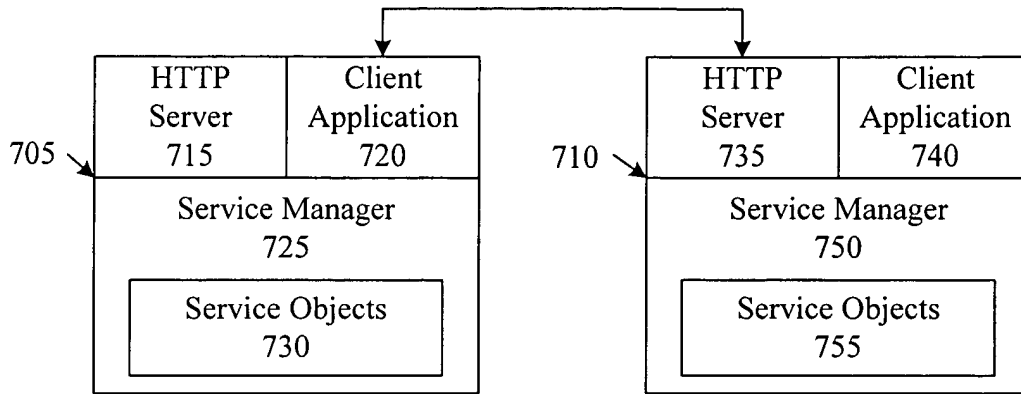 HTTP
Server
715
Client
Application
720
705
Service Manager
725
Service Objects
730
HTTP
Server
735
Client
Application
740
710
Service Manager
750
Service Objects
755